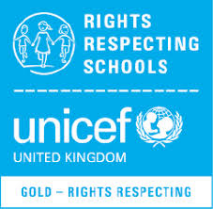 RIGHTS
RESPECTING
SCHOOLS
unicef
UNITED KINGDOM
GOLD – RIGHTS RESPECTING